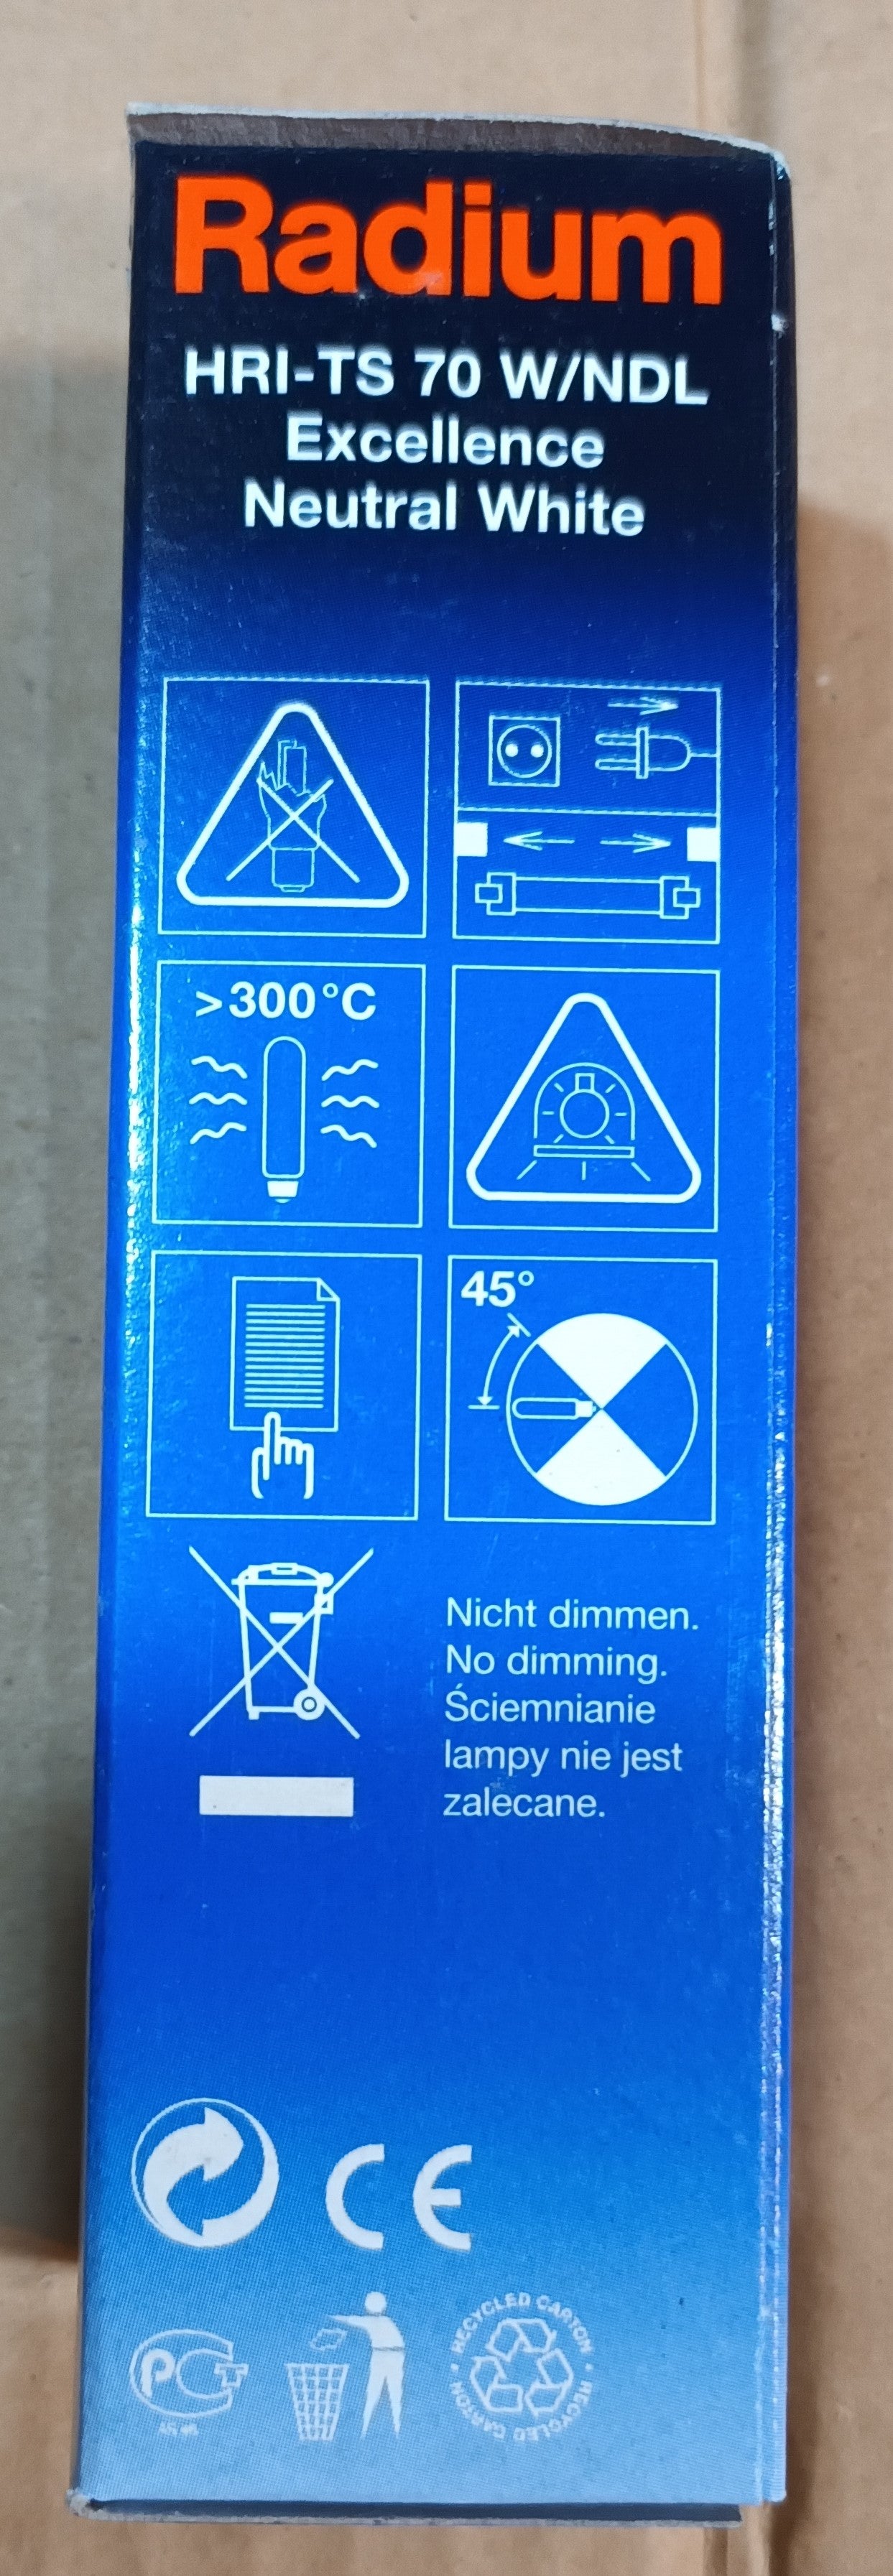 Radium
HRI-TS 70 W/NDL
Excellence
Neutral White
>300°C
45°
Nicht dimmen.
No dimming.
Ściemnianie
lampy nie jest
zalecane.
CE
РСТ
RECYCLED CARTON • RECYCLED CARTON •